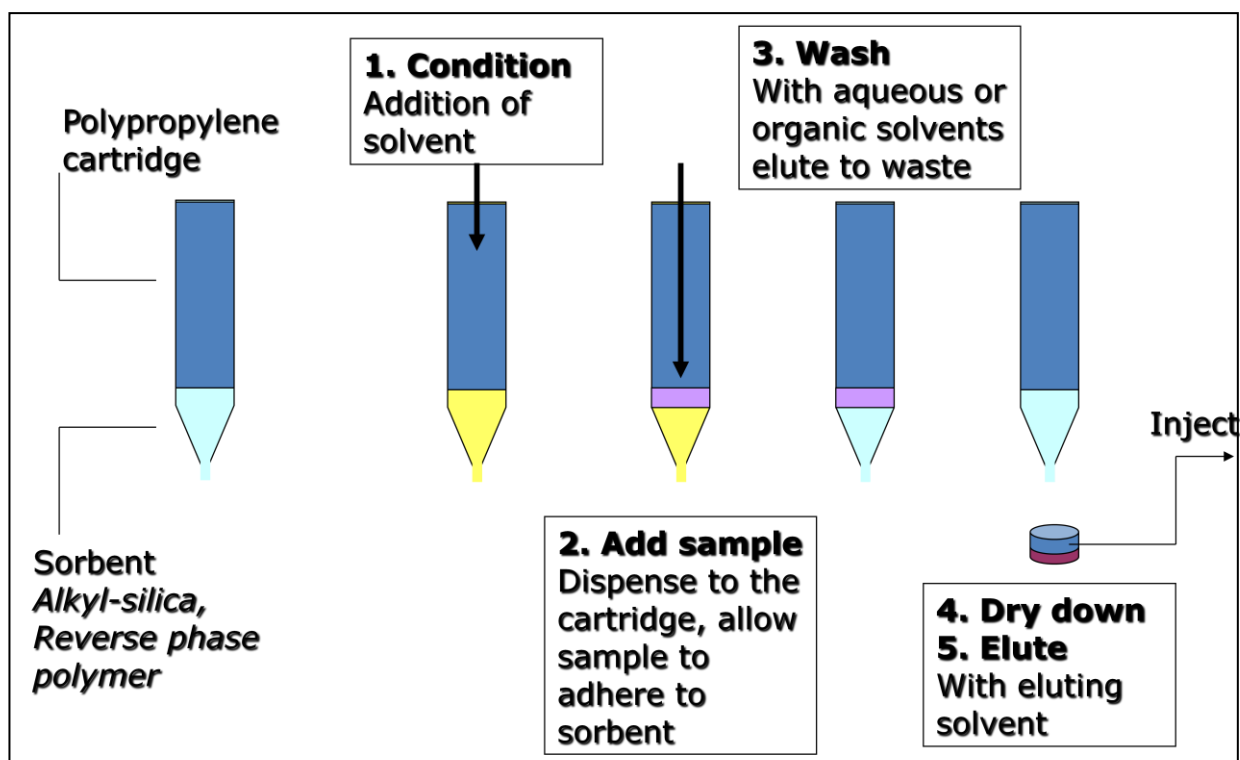 Polypropylene
cartridge
Sorbent
Alkyl-silica,
Reverse phase
polymer
1. Condition
Addition of
solvent
2. Add sample
Dispense to the
cartridge, allow
sample to
adhere to
sorbent
3. Wash
With aqueous or
organic solvents
elute to waste
4. Dry down
5. Elute
With eluting
solvent
Inject